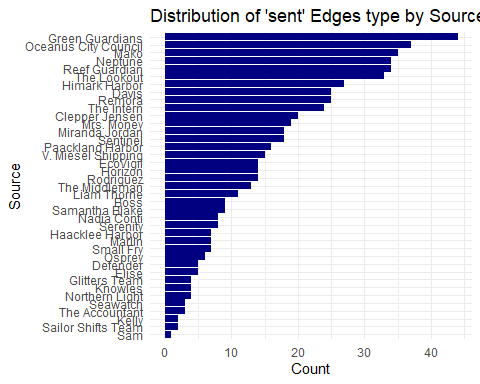 Distribution of 'sent' Edges type by Source
Green Guardians
Oceanus City Council
Mako
Neptune
Reef Guardian
The Lookout
Himark Harbor
Davis
Remora
The Intern
Clepper Jensen
Mrs. Money
Miranda Jordan
Sentinel
Paackland Harbor
V. Miesel Shipping
EcoVigil
Horizon
Rodriguez
The Middleman
Liam Thorne
Boss
Samantha Blake
Nadia Conti
Serenity
Haacklee Harbor
Marlin
Small Fry
Osprey
Defender
Elise
Glitters Team
Knowles
Northern Light
Seawatch
The Accountant
Kelly
Sailor Shifts Team
Sam
Source
0 10 20 30 40
Count